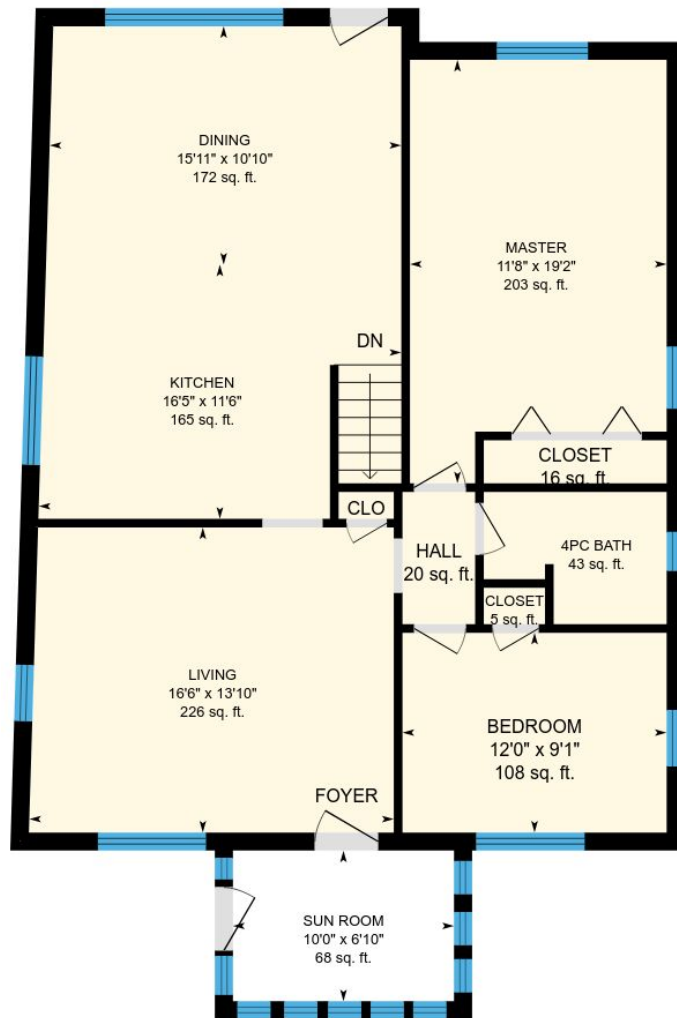 DINING
15'11" x 10'10"
172 sq. ft.
MASTER
11'8" x 19'2"
203 sq. ft.
DN
KITCHEN
16'5" x 11'6"
165 sq. ft.
CLOSET
16 sq. ft.
CLO
HALL
20 sq. ft.
4PC BATH
43 sq. ft.
CLOSET
5 sq. ft.
LIVING
16'6" x 13'10"
226 sq. ft.
BEDROOM
12'0" x 9'1"
108 sq. ft.
FOYER
SUN ROOM
10'0" x 6'10"
68 sq. ft.